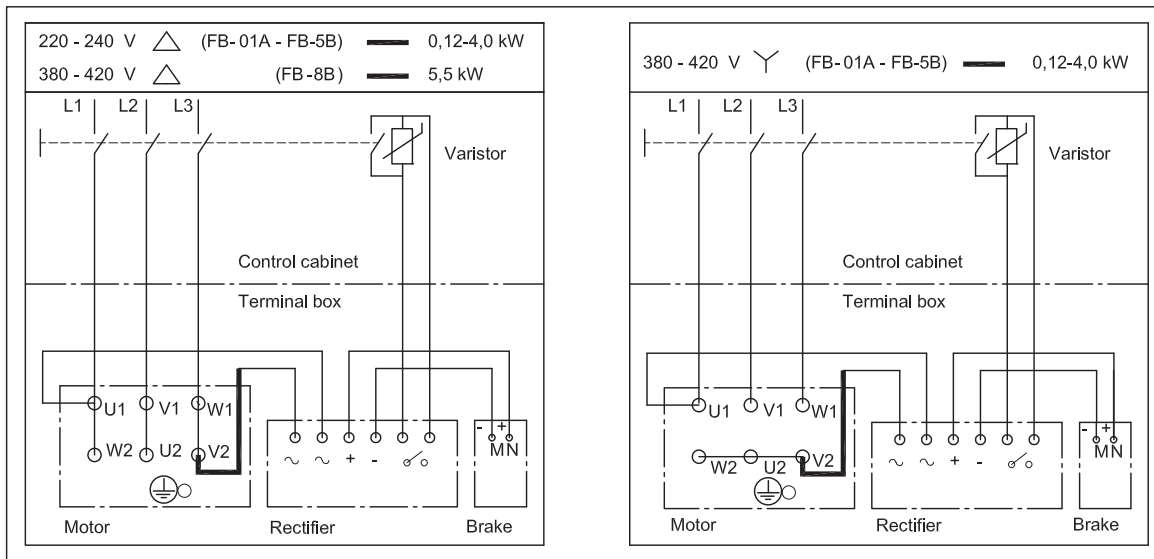 220 - 240 V (FB- 01A - FB-5B) 0,12-4,0 kW
380 - 420 V (FB-8B) 5,5 kW
L1 L2 L3
Varistor
Control cabinet
Terminal box
U1 V1 W1
- +
M N
W2 U2 V2
~ ~ + -
Motor Rectifier Brake
380 - 420 V (FB-01A - FB-5B) 0,12-4,0 kW
L1 L2 L3
Varistor
Control cabinet
Terminal box
U1 V1 W1
- +
M N
W2 U2 V2
~ ~ + -
Motor Rectifier Brake